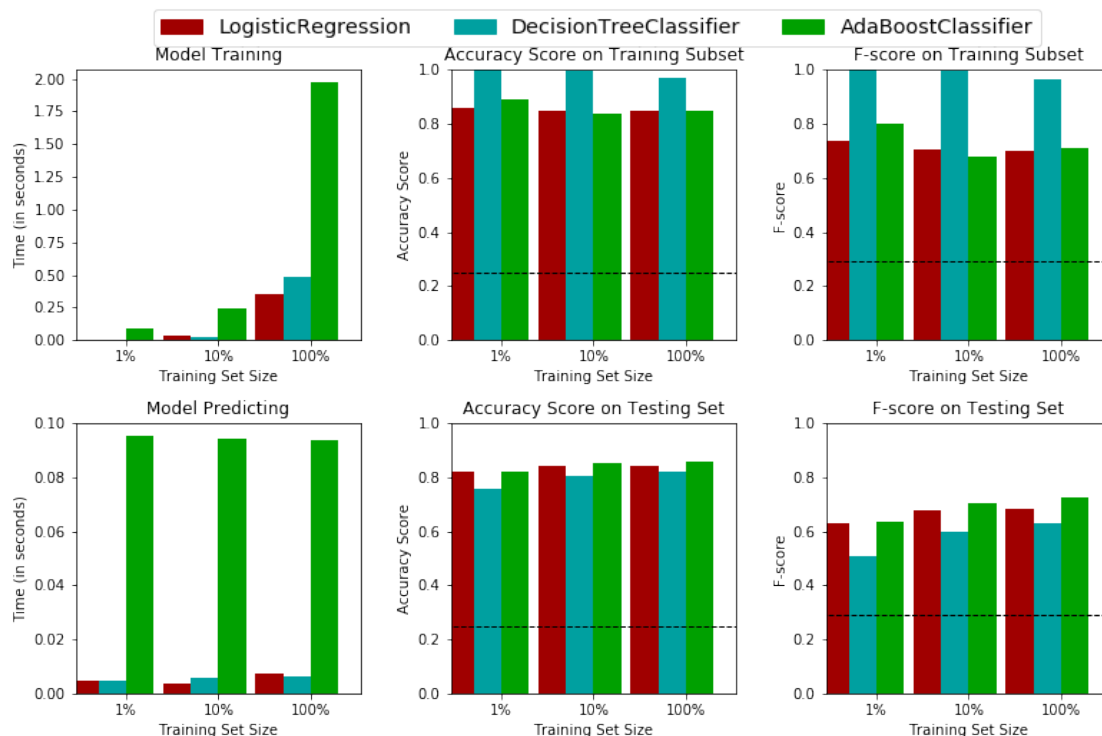 LogisticRegression DecisionTreeClassifier AdaBoostClassifier
Model Training
Time (in seconds)
2.00
1.75
1.50
1.25
1.00
0.75
0.50
0.25
0.00
1% 10% 100%
Training Set Size
Accuracy Score on Training Subset
Accuracy Score
1.0
0.8
0.6
0.4
0.2
0.0
1% 10% 100%
Training Set Size
F-score on Training Subset
F-score
1.0
0.8
0.6
0.4
0.2
0.0
1% 10% 100%
Training Set Size
Model Predicting
Time (in seconds)
0.10
0.08
0.06
0.04
0.02
0.00
1% 10% 100%
Training Set Size
Accuracy Score on Testing Set
Accuracy Score
1.0
0.8
0.6
0.4
0.2
0.0
1% 10% 100%
Training Set Size
F-score on Testing Set
F-score
1.0
0.8
0.6
0.4
0.2
0.0
1% 10% 100%
Training Set Size